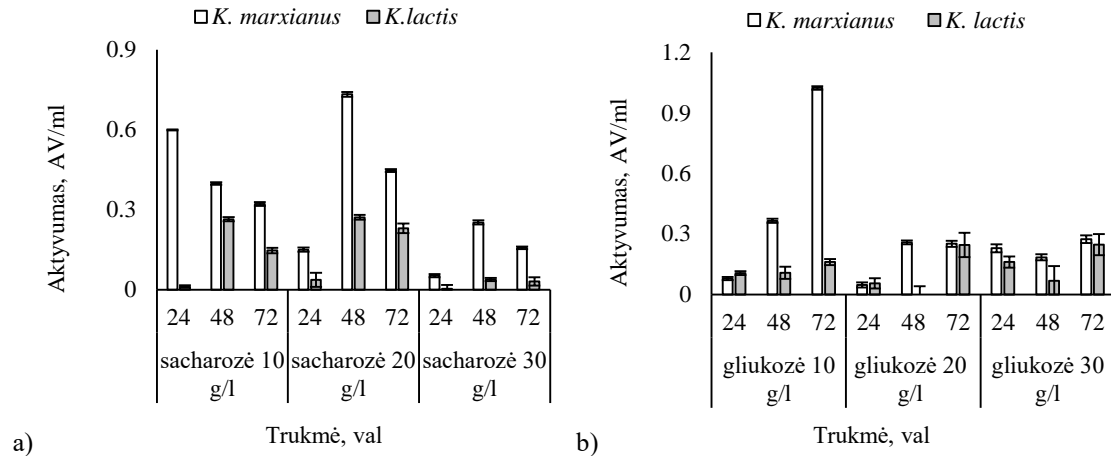 K. marxianus K.lactis
0.9
0.6
0.3
0
Aktyvumas, AV/ml
24 48 72 24 48 72 24 48 72
sacharozė 10 g/l sacharozė 20 g/l sacharozė 30 g/l
Trukmė, val
a)
K. marxianus K. lactis
1.2
0.9
0.6
0.3
0
Aktyvumas, AV/ml
24 48 72 24 48 72 24 48 72
gliukozė 10 g/l gliukozė 20 g/l gliukozė 30 g/l
Trukmė, val
b)